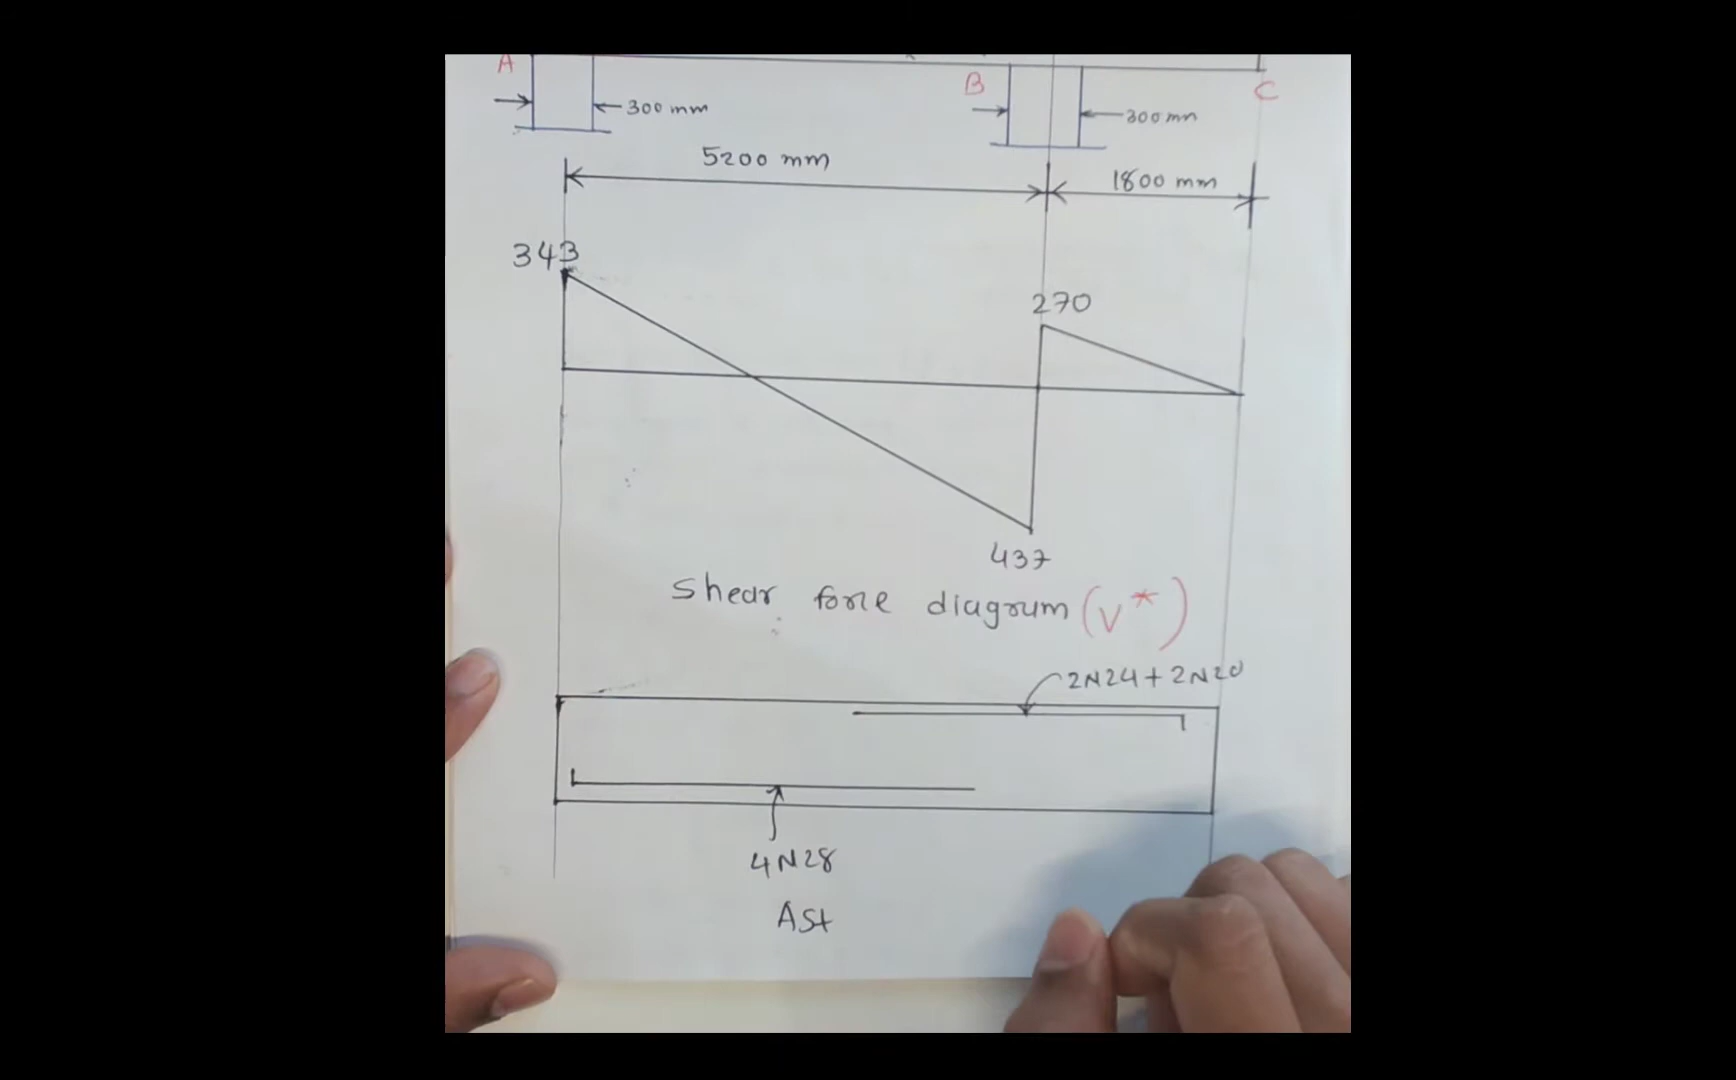 A
B
C
300 mm
300 mm
5200 mm
1800 mm
343
270
437
Shear force diagram (V*)
2N24 + 2N20
4N28
Ast